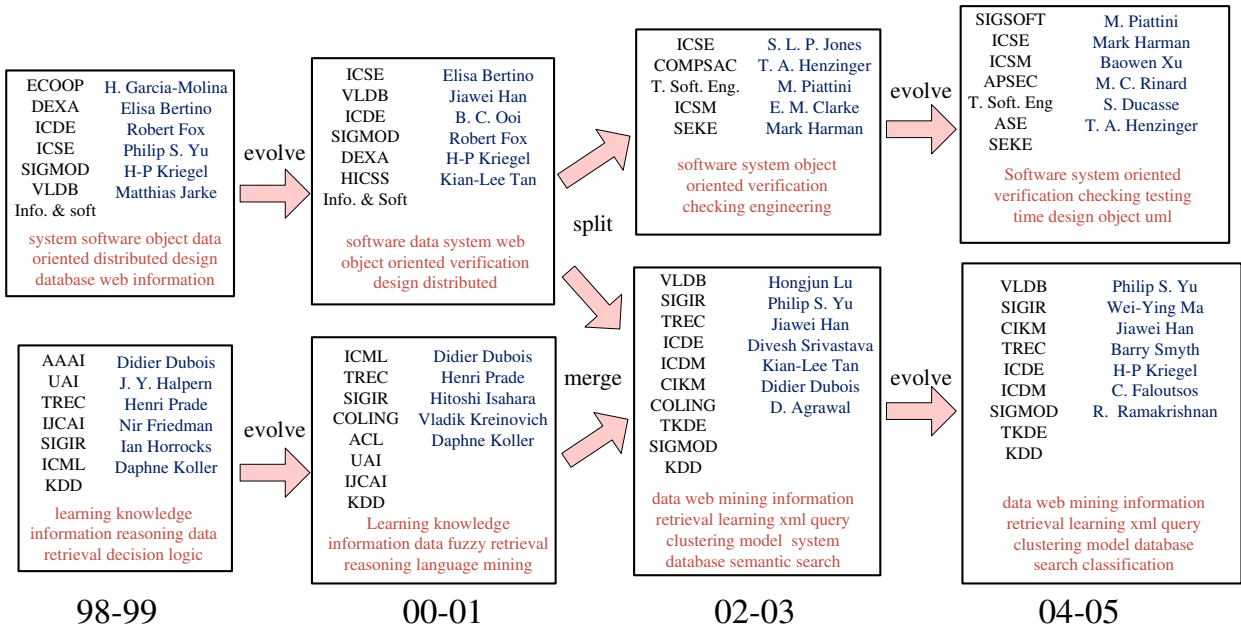 ECOOP
DEXA
ICDE
ICSE
SIGMOD
VLDB
Info. & soft
H. Garcia-Molina
Elisa Bertino
Robert Fox
Philip S. Yu
H-P Kriegel
Matthias Jarke
system software object data
oriented distributed design
database web information
evolve
ICSE
VLDB
ICDE
SIGMOD
DEXA
HICSS
Info. & Soft
Elisa Bertino
Jiawei Han
B. C. Ooi
Robert Fox
H-P Kriegel
Kian-Lee Tan
software data system web
object oriented verification
design distributed
split
ICSE
COMPSAC
T. Soft. Eng.
ICSM
SEKE
S. L. P. Jones
T. A. Henzinger
M. Piattini
E. M. Clarke
Mark Harman
software system object
oriented verification
checking engineering
evolve
SIGSOFT
ICSE
ICSM
APSEC
T. Soft. Eng
ASE
SEKE
M. Piattini
Mark Harman
Baowen Xu
M. C. Rinard
S. Ducasse
T. A. Henzinger
Software system oriented
verification checking testing
time design object uml
AAAI
UAI
TREC
IJCAI
SIGIR
ICML
KDD
Didier Dubois
J. Y. Halpern
Henri Prade
Nir Friedman
Ian Horrocks
Daphne Koller
learning knowledge
information reasoning data
retrieval decision logic
evolve
ICML
TREC
SIGIR
COLING
ACL
UAI
IJCAI
KDD
Didier Dubois
Henri Prade
Hitoshi Isahara
Vladik Kreinovich
Daphne Koller
Learning knowledge
information data fuzzy retrieval
reasoning language mining
merge
VLDB
SIGIR
TREC
ICDE
ICDM
CIKM
COLING
TKDE
SIGMOD
KDD
Hongjun Lu
Philip S. Yu
Jiawei Han
Divesh Srivastava
Kian-Lee Tan
Didier Dubois
D. Agrawal
data web mining information
retrieval learning xml query
clustering model system
database semantic search
evolve
VLDB
SIGIR
CIKM
TREC
ICDE
ICDM
SIGMOD
TKDE
KDD
Philip S. Yu
Wei-Ying Ma
Jiawei Han
Barry Smyth
H-P Kriegel
C. Faloutsos
R. Ramakrishnan
data web mining information
retrieval learning xml query
clustering model database
search classification
98-99
00-01
02-03
04-05